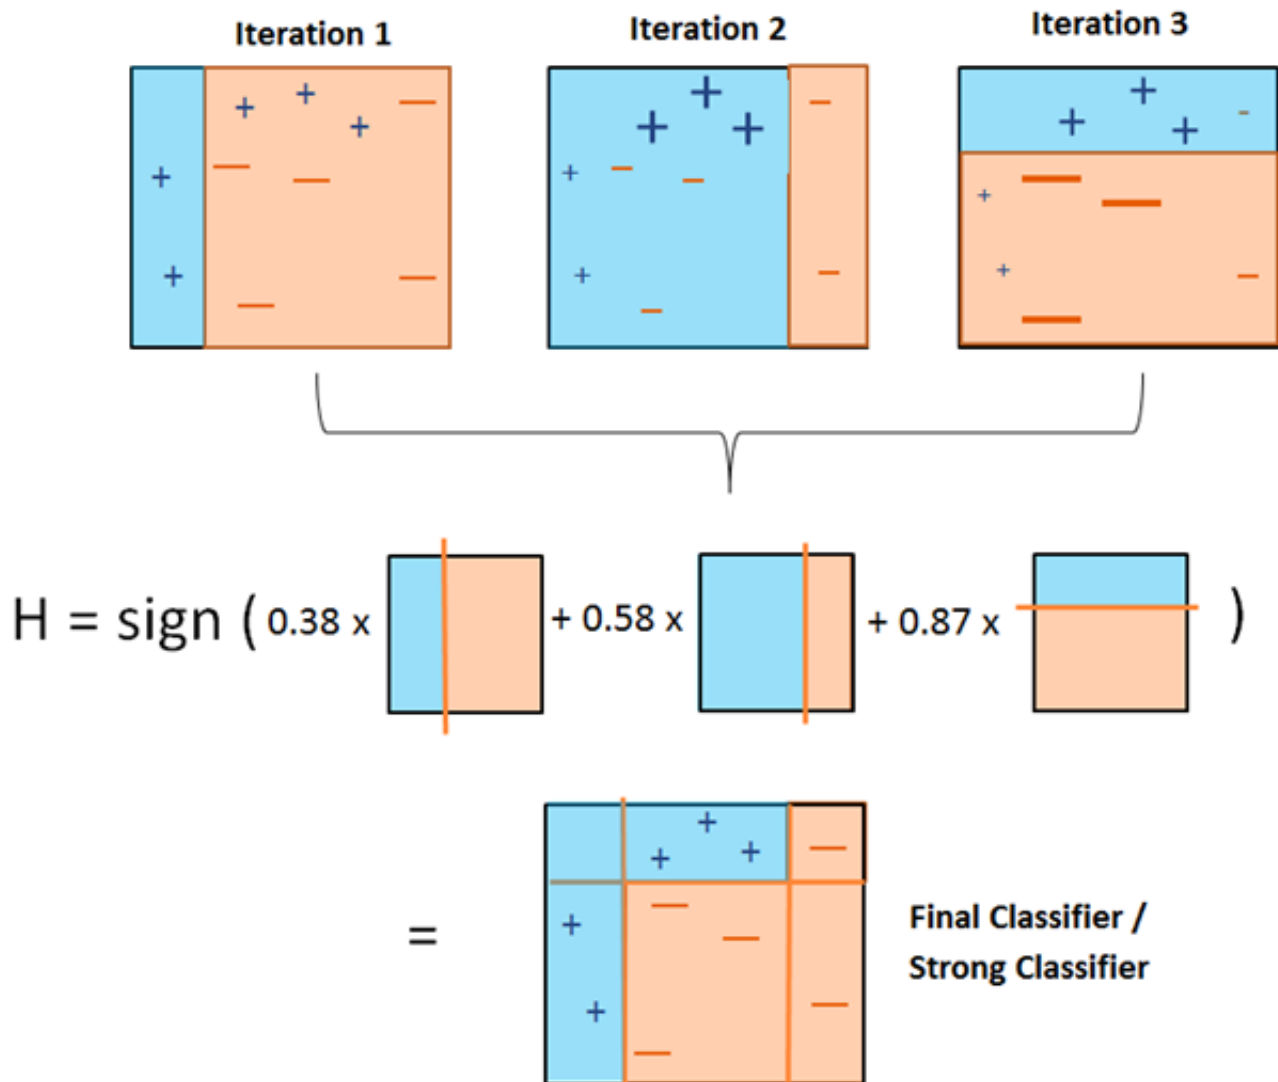 Iteration 1
Iteration 2
Iteration 3
H = sign ( 0.38 x + 0.58 x + 0.87 x )
=
Final Classifier /
Strong Classifier